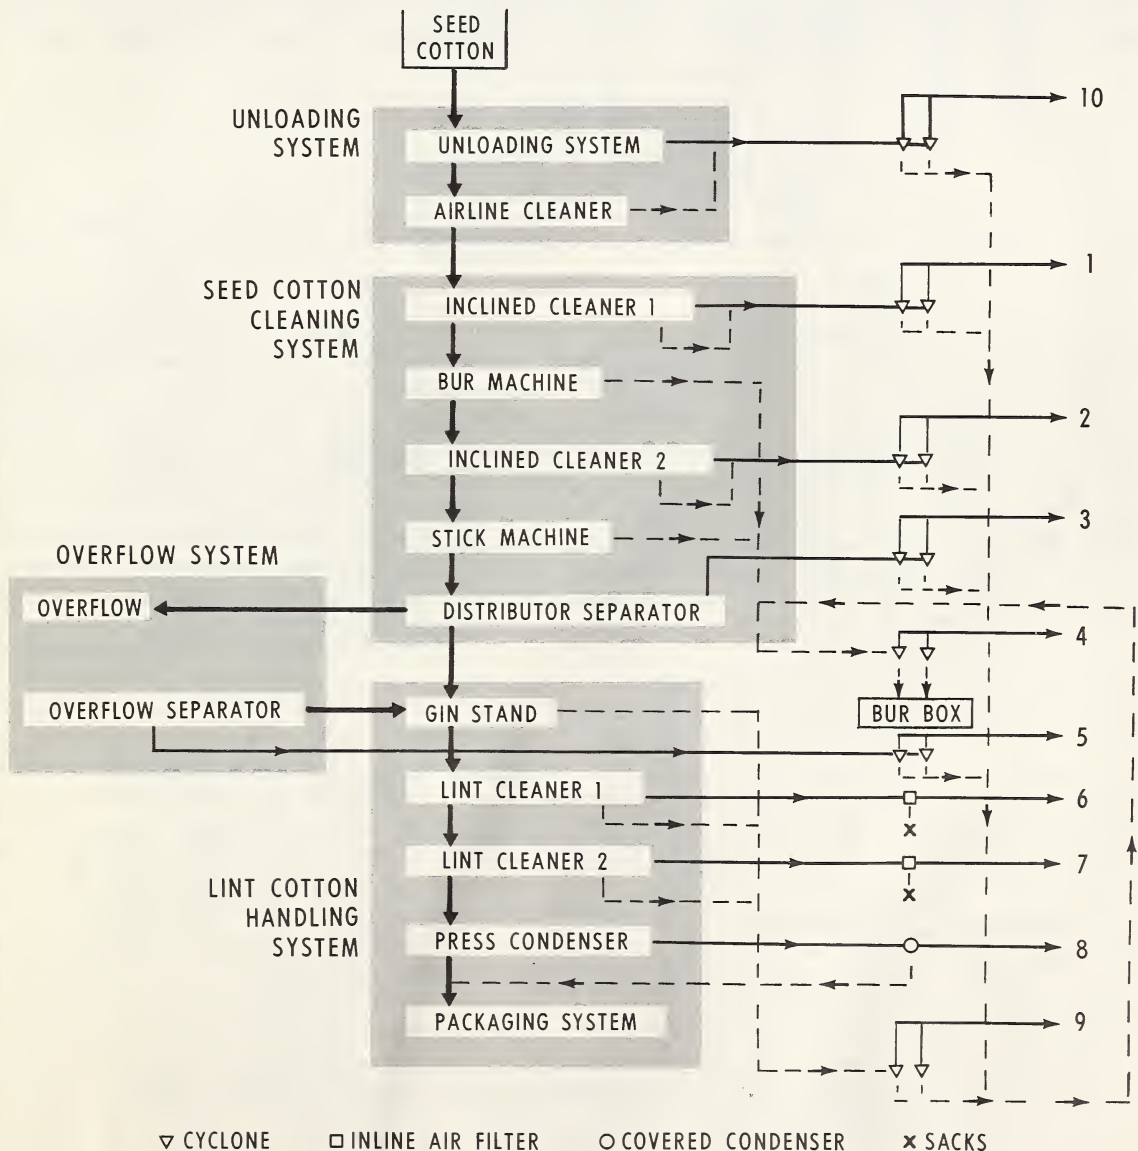 SEED
COTTON
UNLOADING
SYSTEM
UNLOADING SYSTEM
10
AIRLINE CLEANER
SEED COTTON
CLEANING
SYSTEM
INCLINED CLEANER 1
1
BUR MACHINE
INCLINED CLEANER 2
2
STICK MACHINE
3
OVERFLOW SYSTEM
OVERFLOW
DISTRIBUTOR SEPARATOR
4
OVERFLOW SEPARATOR
GIN STAND
BUR BOX
5
LINT CLEANER 1
6
LINT CLEANER 2
7
LINT COTTON
HANDLING
SYSTEM
PRESS CONDENSER
8
PACKAGING SYSTEM
9
CYCLONE INLINE AIR FILTER COVERED CONDENSER X SACKS